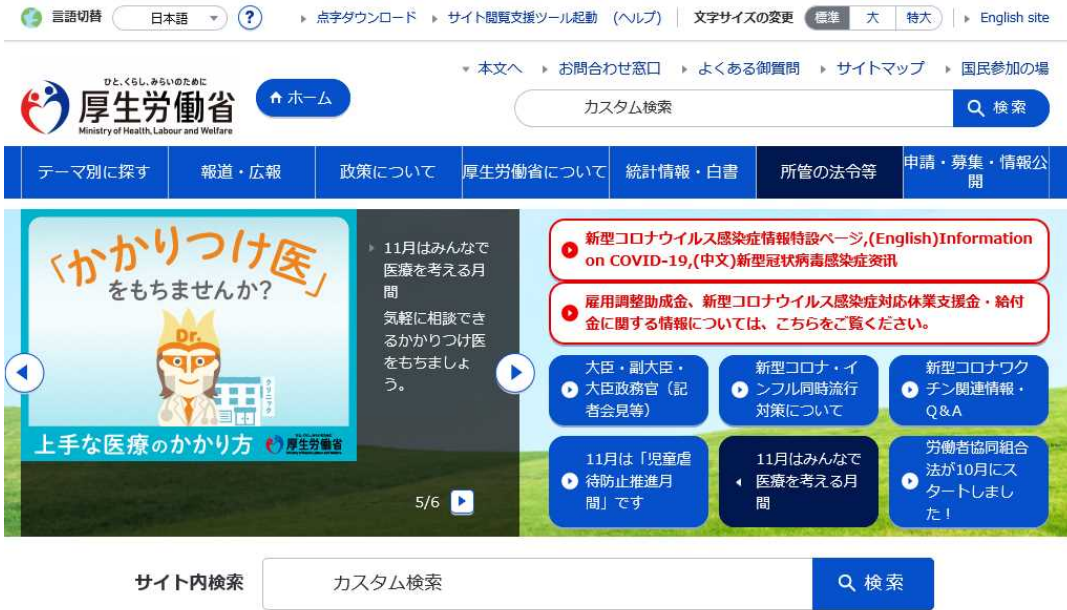 言語切替 日本語 ? 点字ダウンロード サイト閲覧支援ツール起動 (ヘルプ) 文字サイズの変更 標準 大 特大 English site
本文へ お問合わせ窓口 よくある御質問 サイトマップ 国民参加の場
ひと、くらし、みらいのために
厚生労働省
Ministry of Health, Labour and Welfare
ホーム
カスタム検索 検索
テーマ別に探す 報道・広報 政策について 厚生労働省について 統計情報・白書 所管の法令等 申請・募集・情報公
開
「かかりつけ医」
をもちませんか?
Dr.
クリニック
上手な医療のかかり方 厚生労働省
11月はみんなで
医療を考える月
間
気軽に相談でき
るかかりつけ医
をもちましょ
う。
5/6
新型コロナウイルス感染症情報特設ページ,(English)Information
on COVID-19,(中文)新型冠状病毒感染症资讯
雇用調整助成金、新型コロナウイルス感染症対応休業支援金・給付
金に関する情報については、こちらをご覧ください。
大臣・副大臣・
大臣政務官（記
者会見等）
新型コロナ・イ
ンフル同時流行
対策について
新型コロナワク
チン関連情報・
Q&A
11月は「児童虐
待防止推進月
間」です
11月はみんなで
医療を考える月
間
労働者協同組合
法が10月にス
タートしまし
た！
サイト内検索 カスタム検索 検索